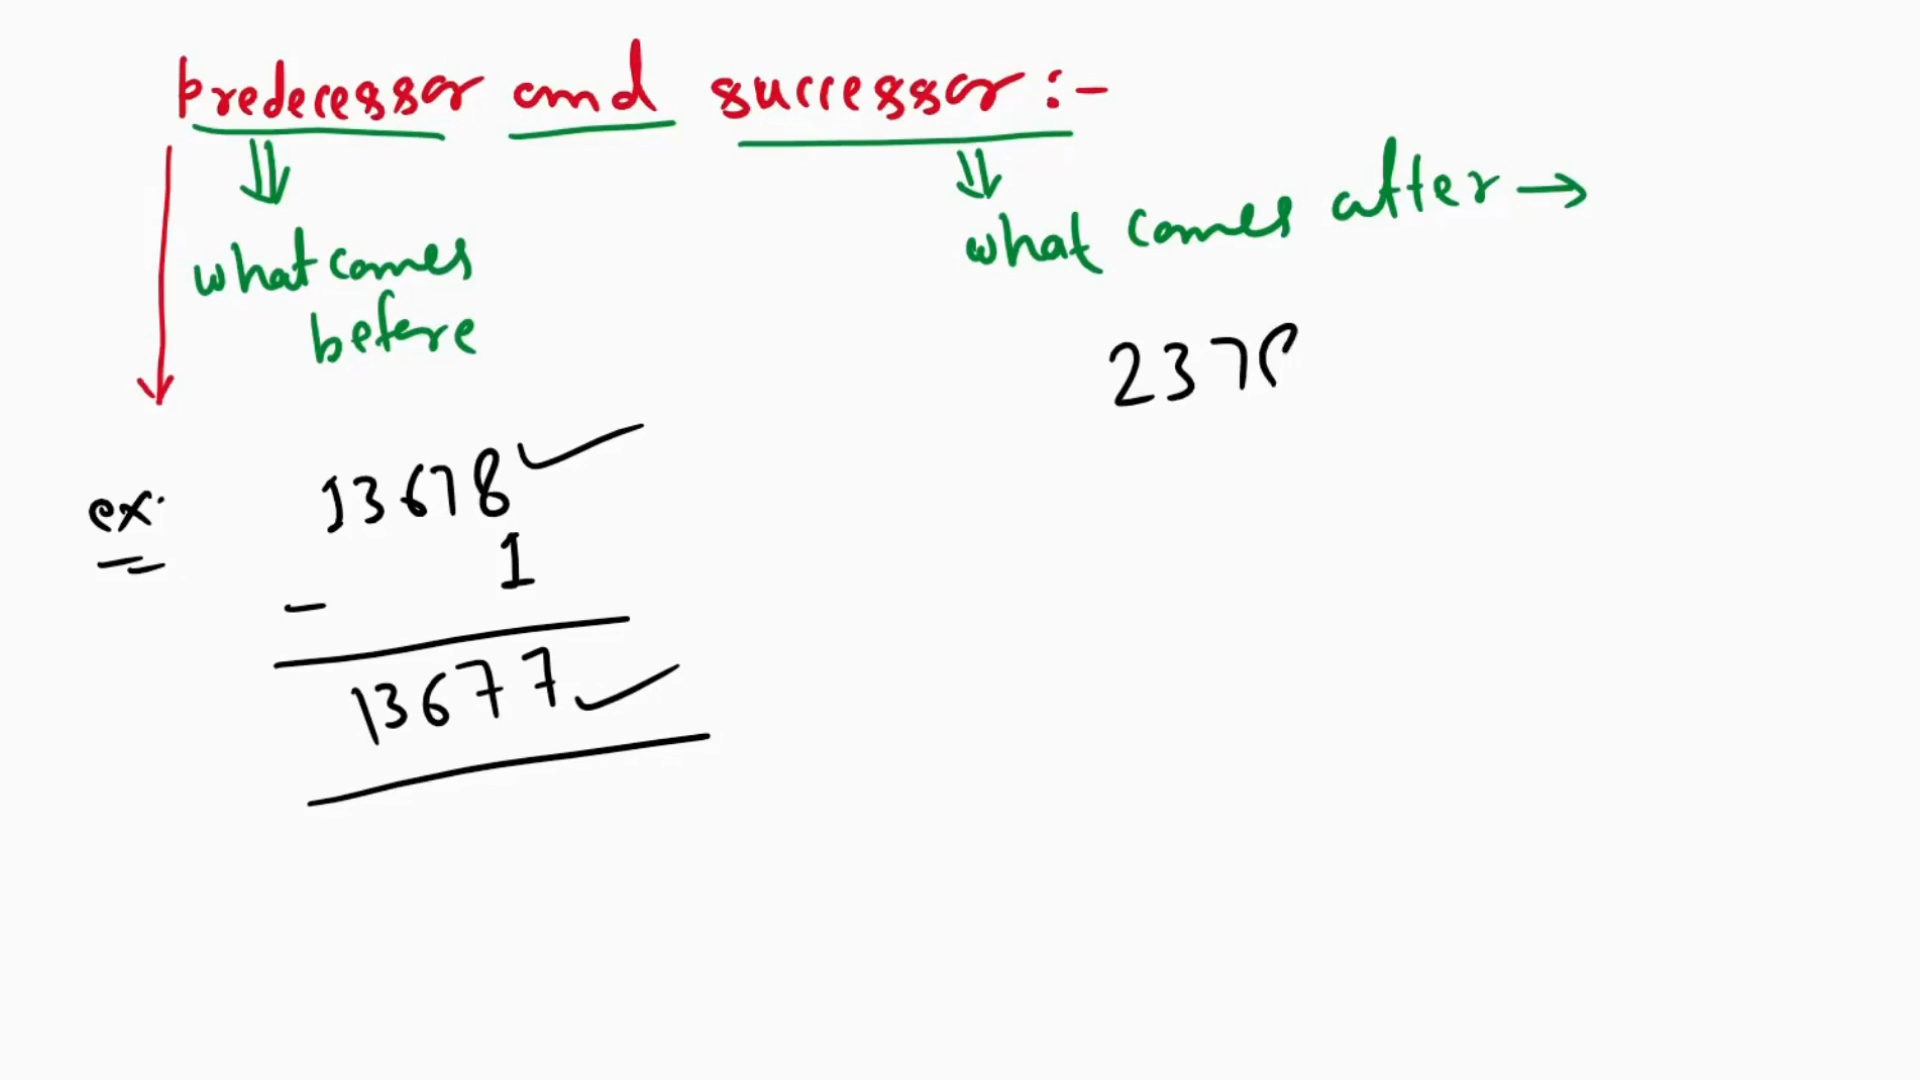 predecessor and successor :-
what comes
before
what comes after →
237
ex.
13678
1
-
13677